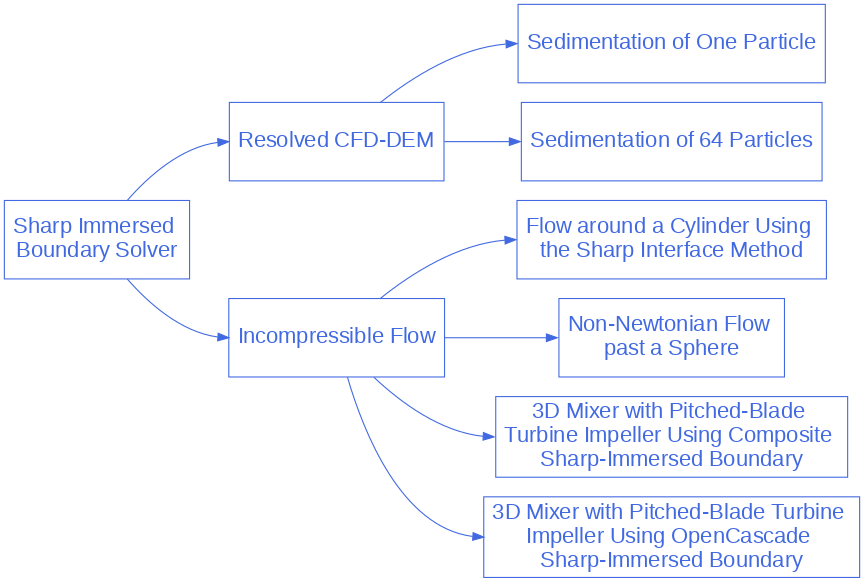 Sedimentation of One Particle
Resolved CFD-DEM
Sedimentation of 64 Particles
Sharp Immersed
Boundary Solver
Flow around a Cylinder Using
the Sharp Interface Method
Incompressible Flow
Non-Newtonian Flow
past a Sphere
3D Mixer with Pitched-Blade
Turbine Impeller Using Composite
Sharp-Immersed Boundary
3D Mixer with Pitched-Blade Turbine
Impeller Using OpenCascade
Sharp-Immersed Boundary